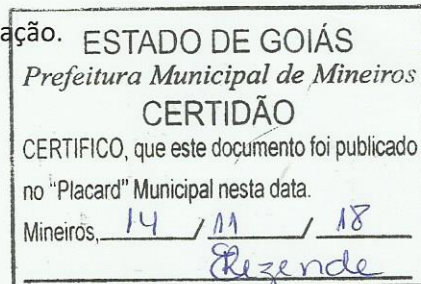 ação.
ESTADO DE GOIÁS
Prefeitura Municipal de Mineiros
CERTIDÃO
CERTIFICO, que este documento foi publicado
no "Placard" Municipal nesta data.
Mineiros, 14 / 11 / 18
Rezende